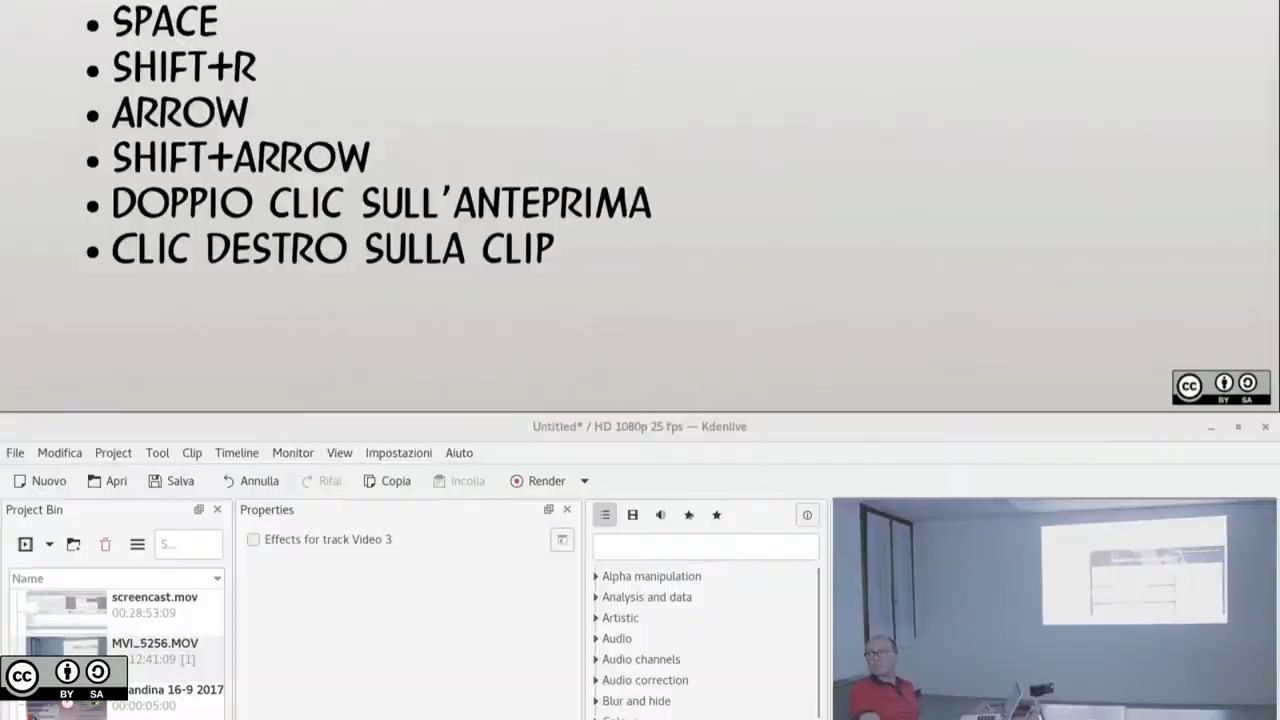 • SPACE
• SHIFT+R
• ARROW
• SHIFT+ARROW
• DOPPIO CLIC SULL'ANTEPRIMA
• CLIC DESTRO SULLA CLIP
cc BY SA
Untitled* / HD 1080p 25 fps — Kdenlive
File Modifica Project Tool Clip Timeline Monitor View Impostazioni Aiuto
Nuovo Apri Salva Annulla Rifai Copia Incolla Render
Project Bin
Properties
S...
Effects for track Video 3
Name
screencast.mov
00:28:53:09
MVI_5256.MOV
12:41:09 [1]
andina 16-9 2017
00:00:05:00
cc BY SA
Alpha manipulation
Analysis and data
Artistic
Audio
Audio channels
Audio correction
Blur and hide